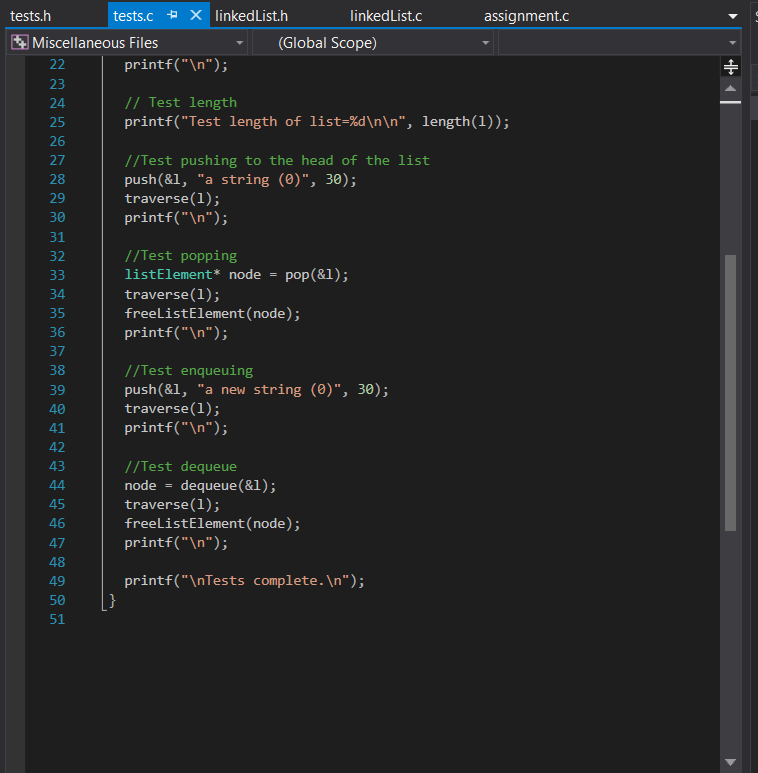 tests.h tests.c linkedList.h linkedList.c assignment.c
Miscellaneous Files (Global Scope)
22 printf("\n");
23
24 // Test length
25 printf("Test length of list=%d\n\n", length(l));
26
27 //Test pushing to the head of the list
28 push(&l, "a string (0)", 30);
29 traverse(l);
30 printf("\n");
31
32 //Test popping
33 listElement* node = pop(&l);
34 traverse(l);
35 freeListElement(node);
36 printf("\n");
37
38 //Test enqueuing
39 push(&l, "a new string (0)", 30);
40 traverse(l);
41 printf("\n");
42
43 //Test dequeue
44 node = dequeue(&l);
45 traverse(l);
46 freeListElement(node);
47 printf("\n");
48
49 printf("\nTests complete.\n");
50 }
51